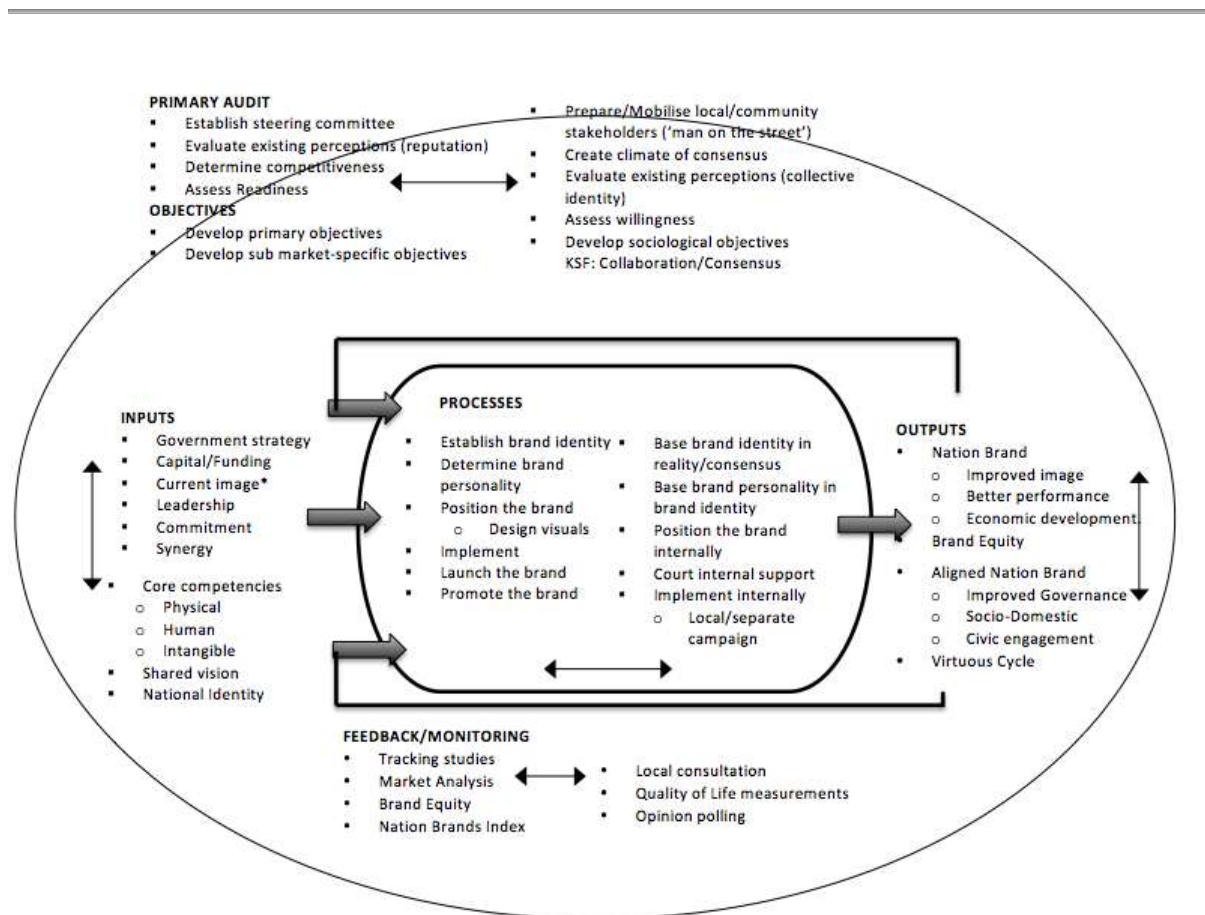 PRIMARY AUDIT
▪ Establish steering committee
▪ Evaluate existing perceptions (reputation)
▪ Determine competitiveness
▪ Assess Readiness
OBJECTIVES
▪ Develop primary objectives
▪ Develop sub market-specific objectives
▪ Prepare/Mobilise local/community
stakeholders (‘man on the street’)
▪ Create climate of consensus
▪ Evaluate existing perceptions (collective
identity)
▪ Assess willingness
▪ Develop sociological objectives
KSF: Collaboration/Consensus
INPUTS
▪ Government strategy
▪ Capital/Funding
▪ Current image*
▪ Leadership
▪ Commitment
▪ Synergy
▪ Core competencies
o Physical
o Human
o Intangible
▪ Shared vision
▪ National Identity
PROCESSES
▪ Establish brand identity
▪ Determine brand
personality
▪ Position the brand
o Design visuals
▪ Implement
▪ Launch the brand
▪ Promote the brand
▪ Base brand identity in
reality/consensus
▪ Base brand personality in
brand identity
▪ Position the brand
internally
▪ Court internal support
▪ Implement internally
o Local/separate
campaign
OUTPUTS
• Nation Brand
o Improved image
o Better performance
o Economic development.
• Brand Equity
• Aligned Nation Brand
o Improved Governance
o Socio-Domestic
o Civic engagement
• Virtuous Cycle
FEEDBACK/MONITORING
▪ Tracking studies
▪ Market Analysis
▪ Brand Equity
▪ Nation Brands Index
• Local consultation
• Quality of Life measurements
• Opinion polling